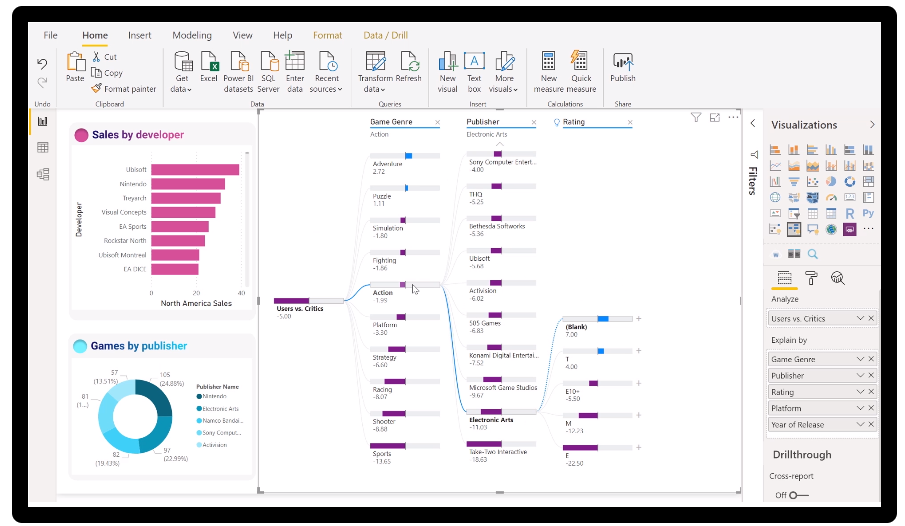 File Home Insert Modeling View Help Format Data / Drill
Paste
Cut
Copy
Format painter
Get data
Excel
Power BI datasets
SQL Server
Enter data
Recent sources
Transform data
Refresh
New visual
Text box
More visuals
New measure
Quick measure
Publish
Undo Clipboard Data Queries Insert Calculations Share
Sales by developer
Developer
Ubisoft
Nintendo
Treyarch
Visual Concepts
EA Sports
Rockstar North
Ubisoft Montreal
EA DICE
0 20 40
North America Sales
Games by publisher
57
(13.51%)
105
(24.88%)
81
(1...)
82
(19.43%)
97
(22.99%)
Publisher Name
Nintendo
Electronic Arts
Namco Bandai...
Sony Comput...
Activision
Users vs. Critics
-5.00
Game Genre
Action
Adventure
2.72
Puzzle
1.11
Simulation
-1.80
Fighting
-1.86
Action
-1.99
Platform
Strategy
-6.60
Racing
-8.07
Shooter
Sports
-13.65
Publisher
Electronic Arts
Sony Computer Entert...
-4.00
THQ
-5.25
Bethesda Softworks
-5.36
Ubisoft
-5.68
Activision
-6.02
505 Games
-6.83
Konami Digital Entertai...
-7.52
Microsoft Game Studios
-9.67
Electronic Arts
-11.03
Take-Two Interactive
-18.63
Rating
(Blank)
7.00
T
4.00
E10+
-5.50
M
-12.23
E
-22.50
Filters
Visualizations
R Py
Analyze
Users vs. Critics
Explain by
Game Genre
Publisher
Rating
Platform
Year of Release
Drillthrough
Cross-report
Off